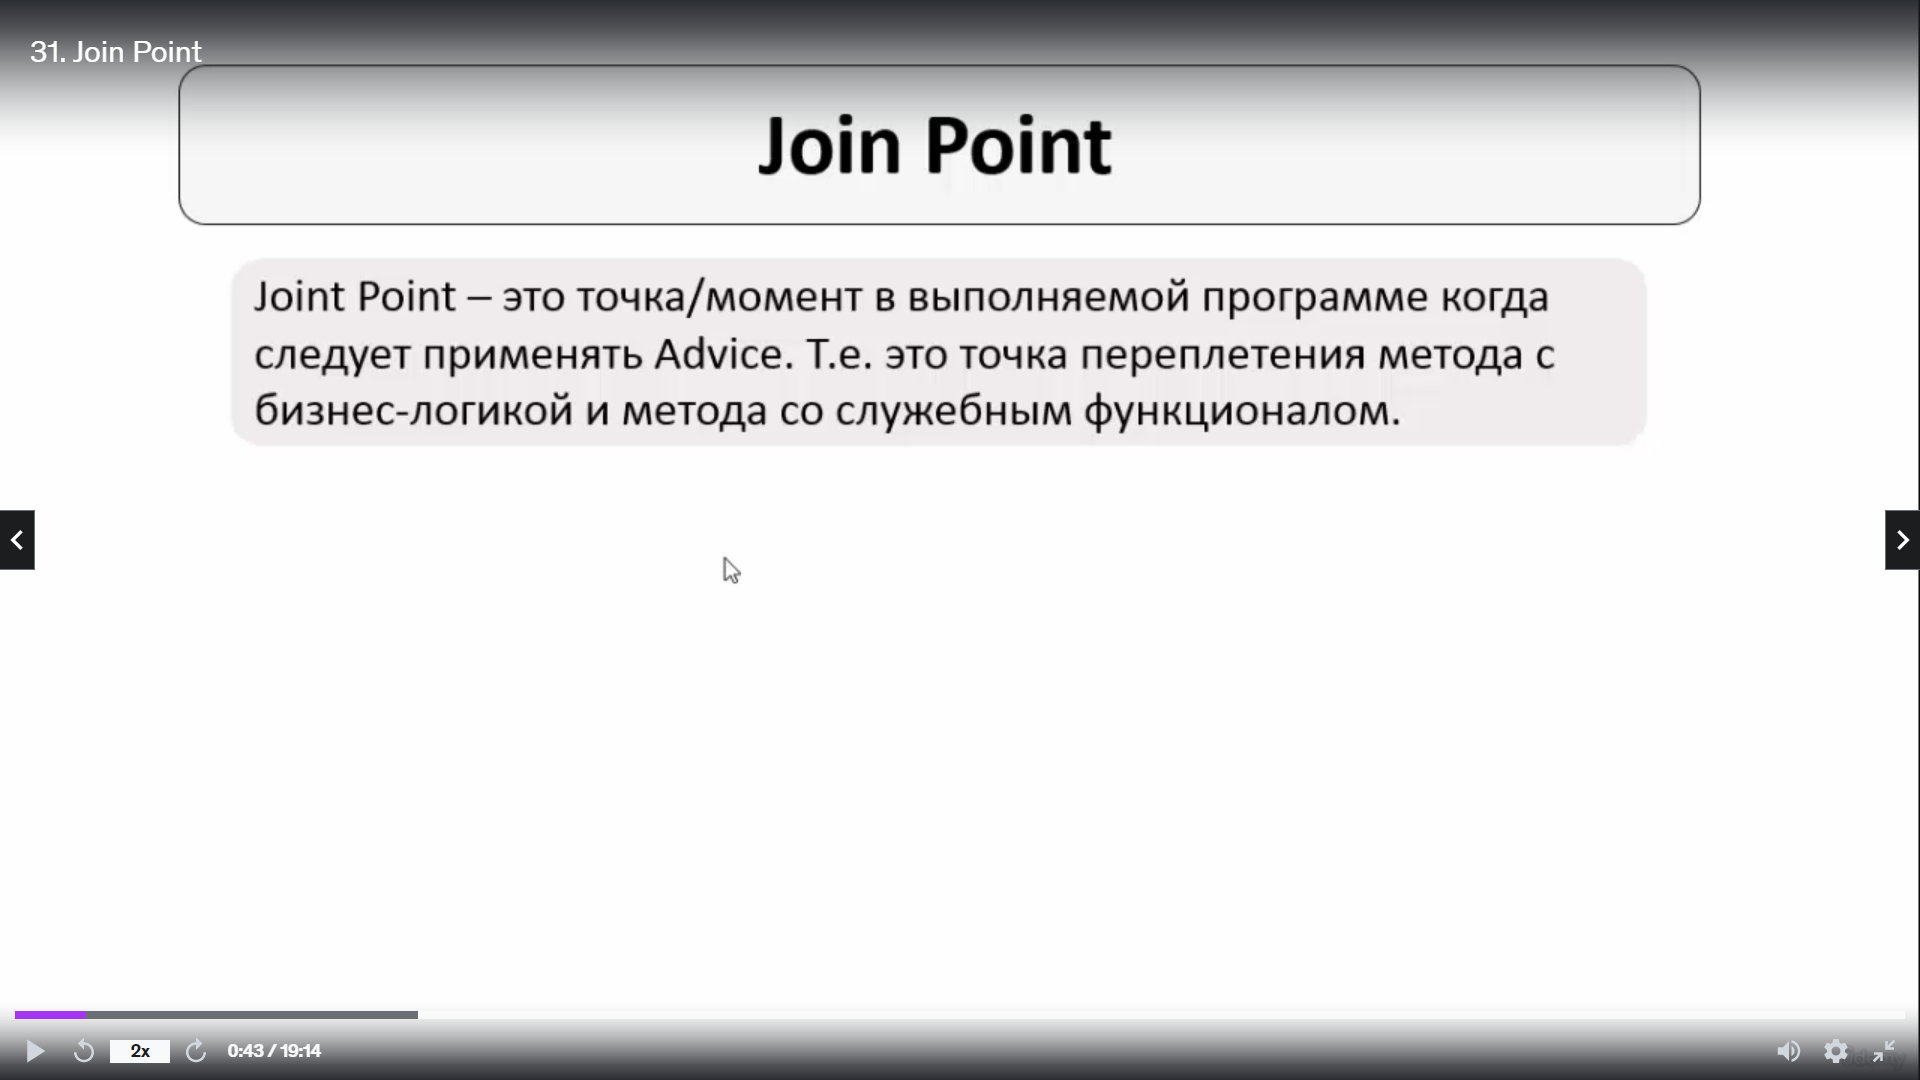 31. Join Point
Join Point
Joint Point – это точка/момент в выполняемой программе когда
следует применять Advice. Т.е. это точка переплетения метода с
бизнес-логикой и метода со служебным функционалом.
2x
0:43 / 19:14